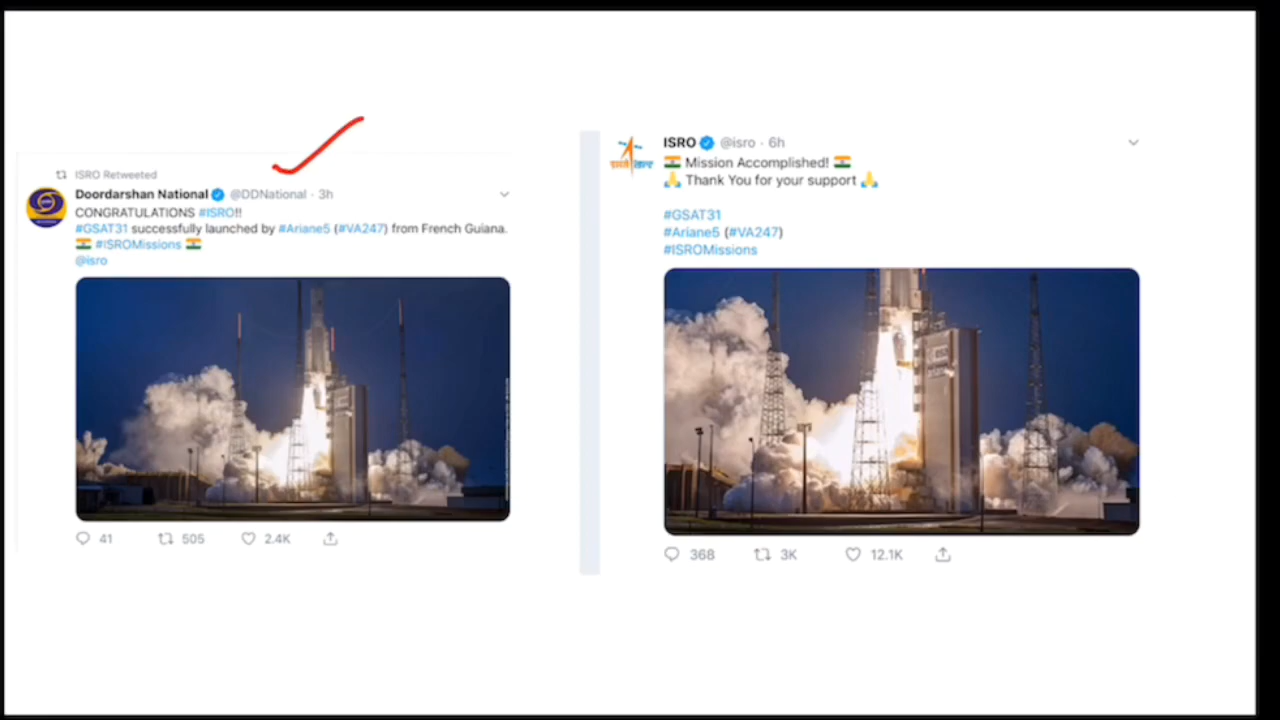 ISRO Retweeted
Doordarshan National @DDNational · 3h
CONGRATULATIONS #ISRO!!
#GSAT31 successfully launched by #Ariane5 (#VA247) from French Guiana.
🇮🇳 #ISROMissions 🇮🇳
@isro
41 505 2.4K
ISRO @isro · 6h
🇮🇳 Mission Accomplished! 🇮🇳
🙏 Thank You for your support 🙏
#GSAT31
#Ariane5 (#VA247)
#ISROMissions
368 3K 12.1K